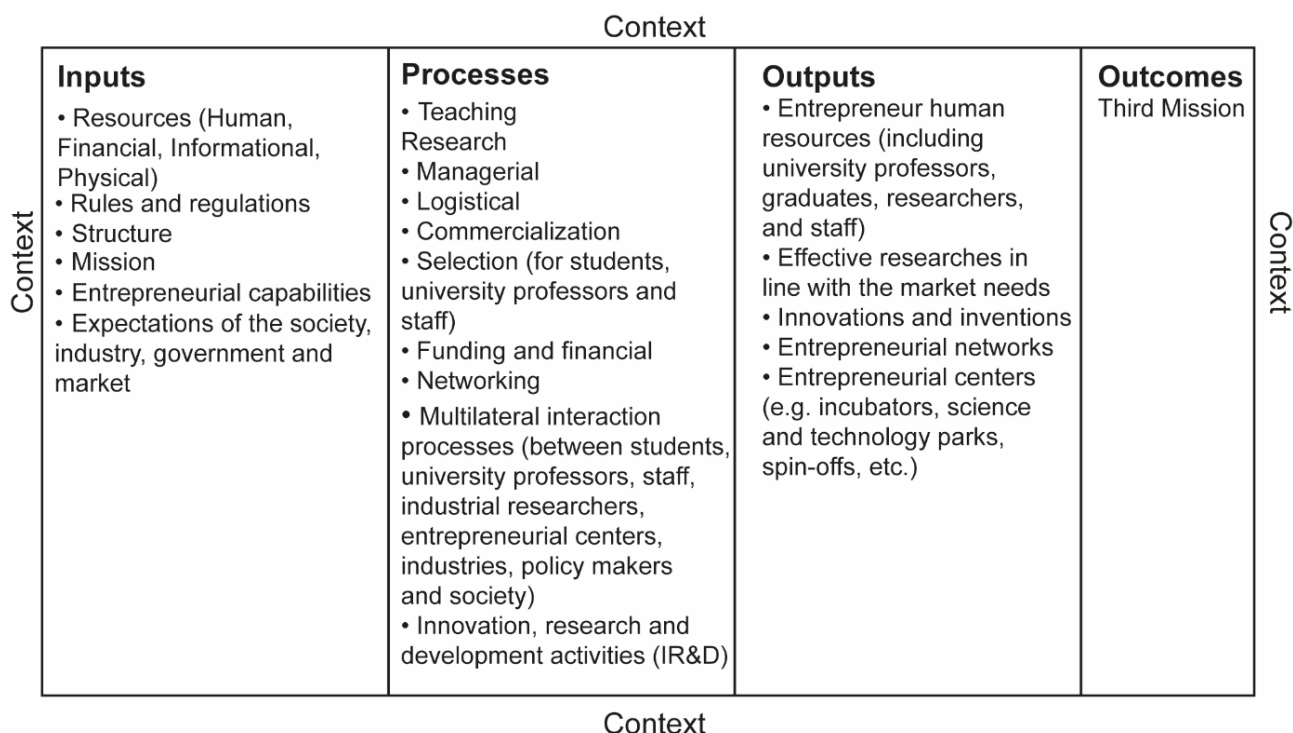 Context
Context
Inputs
• Resources (Human,
Financial, Informational,
Physical)
• Rules and regulations
• Structure
• Mission
• Entrepreneurial capabilities
• Expectations of the society,
industry, government and
market
Processes
• Teaching
Research
• Managerial
• Logistical
• Commercialization
• Selection (for students,
university professors and
staff)
• Funding and financial
• Networking
• Multilateral interaction
processes (between students,
university professors, staff,
industrial researchers,
entrepreneurial centers,
industries, policy makers
and society)
• Innovation, research and
development activities (IR&D)
Outputs
• Entrepreneur human
resources (including
university professors,
graduates, researchers,
and staff)
• Effective researches in
line with the market needs
• Innovations and inventions
• Entrepreneurial networks
• Entrepreneurial centers
(e.g. incubators, science
and technology parks,
spin-offs, etc.)
Outcomes
Third Mission
Context
Context